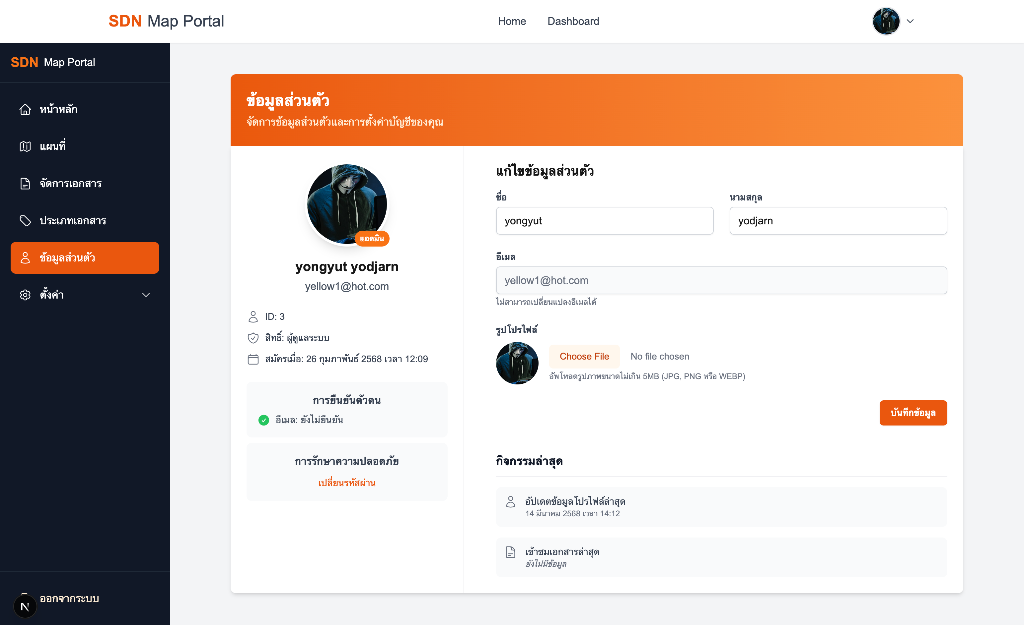 SDN Map Portal
Home
Dashboard
SDN Map Portal
หน้าหลัก
แผนที่
จัดการเอกสาร
ประเภทเอกสาร
ข้อมูลส่วนตัว
ตั้งค่า
N
ออกจากระบบ
ข้อมูลส่วนตัว
จัดการข้อมูลส่วนตัวและการตั้งค่าบัญชีของคุณ
แอดมิน
yongyut yodjarn
yellow1@hot.com
ID: 3
สิทธิ์: ผู้ดูแลระบบ
สมัครเมื่อ: 26 กุมภาพันธ์ 2568 เวลา 12:09
การยืนยันตัวตน
อีเมล: ยังไม่ยืนยัน
การรักษาความปลอดภัย
เปลี่ยนรหัสผ่าน
แก้ไขข้อมูลส่วนตัว
ชื่อ
นามสกุล
yongyut
yodjarn
อีเมล
yellow1@hot.com
ไม่สามารถเปลี่ยนแปลงอีเมลได้
รูปโปรไฟล์
Choose File No file chosen
อัพโหลดรูปภาพขนาดไม่เกิน 5MB (JPG, PNG หรือ WEBP)
บันทึกข้อมูล
กิจกรรมล่าสุด
อัปเดตข้อมูลโปรไฟล์ล่าสุด
14 มีนาคม 2568 เวลา 14:12
เข้าชมเอกสารล่าสุด
ยังไม่มีข้อมูล